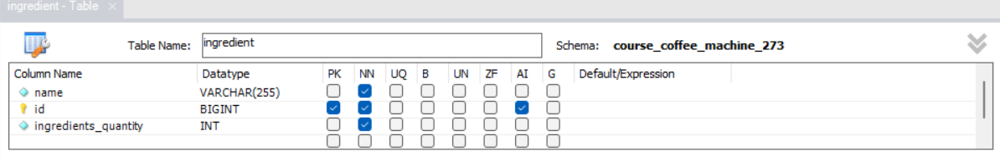 ingredient - Table ×
Table Name: ingredient Schema: course_coffee_machine_273
Column Name Datatype PK NN UQ B UN ZF AI G Default/Expression
name VARCHAR(255)
id BIGINT
ingredients_quantity INT